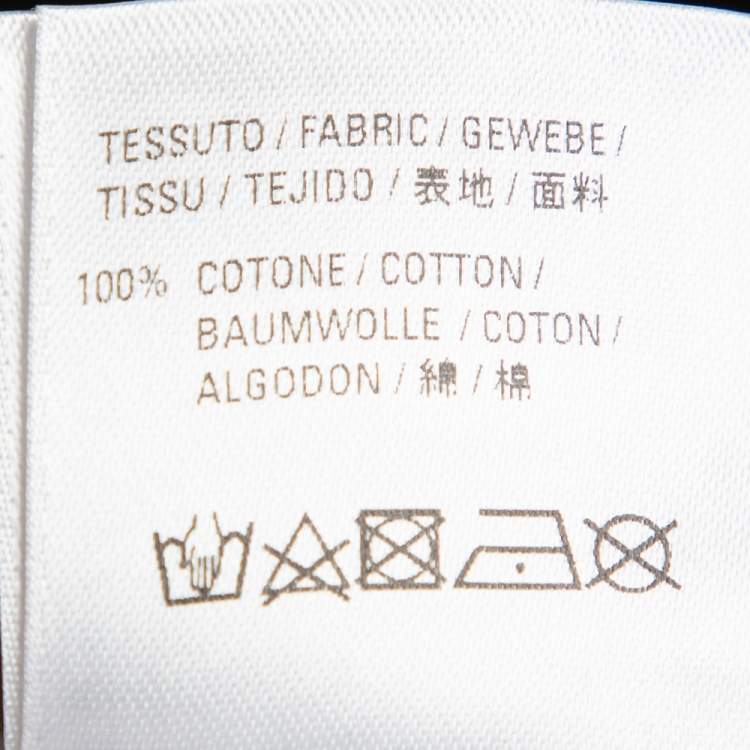 TESSUTO / FABRIC / GEWEBE /
TISSU / TEJIDO / 表地 / 面料
100% COTONE / COTTON /
BAUMWOLLE / COTON /
ALGODON / 綿 / 棉